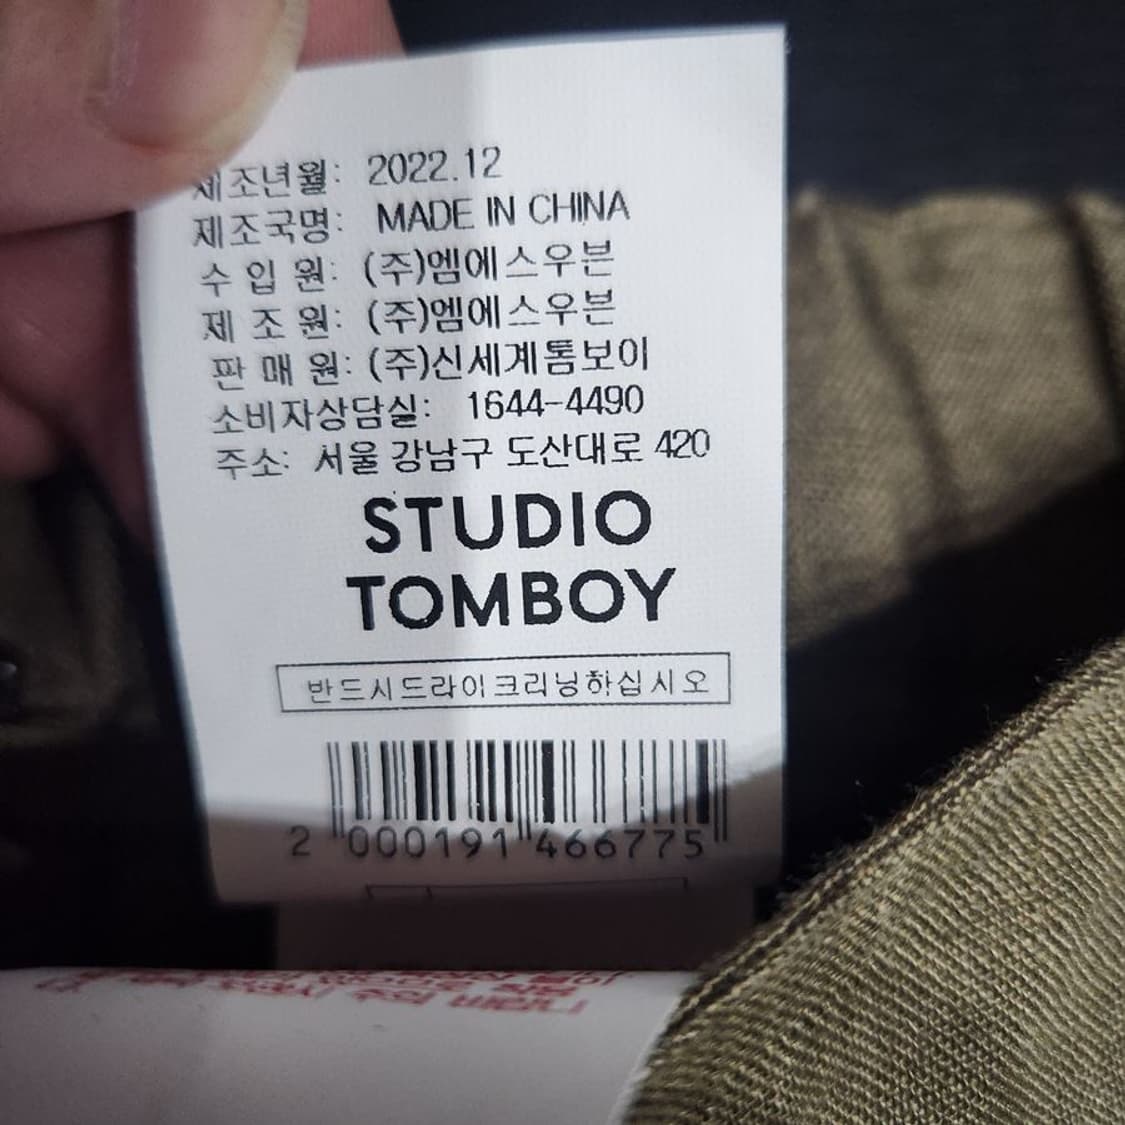 제조년월: 2022.12
제조국명: MADE IN CHINA
수 입 원: (주)엠에스우븐
제 조 원: (주)엠에스우븐
판 매 원: (주)신세계톰보이
소비자상담실: 1644-4490
주소: 서울 강남구 도산대로 420
STUDIO
TOMBOY
반드시드라이크리닝하십시오
2 000191 466775